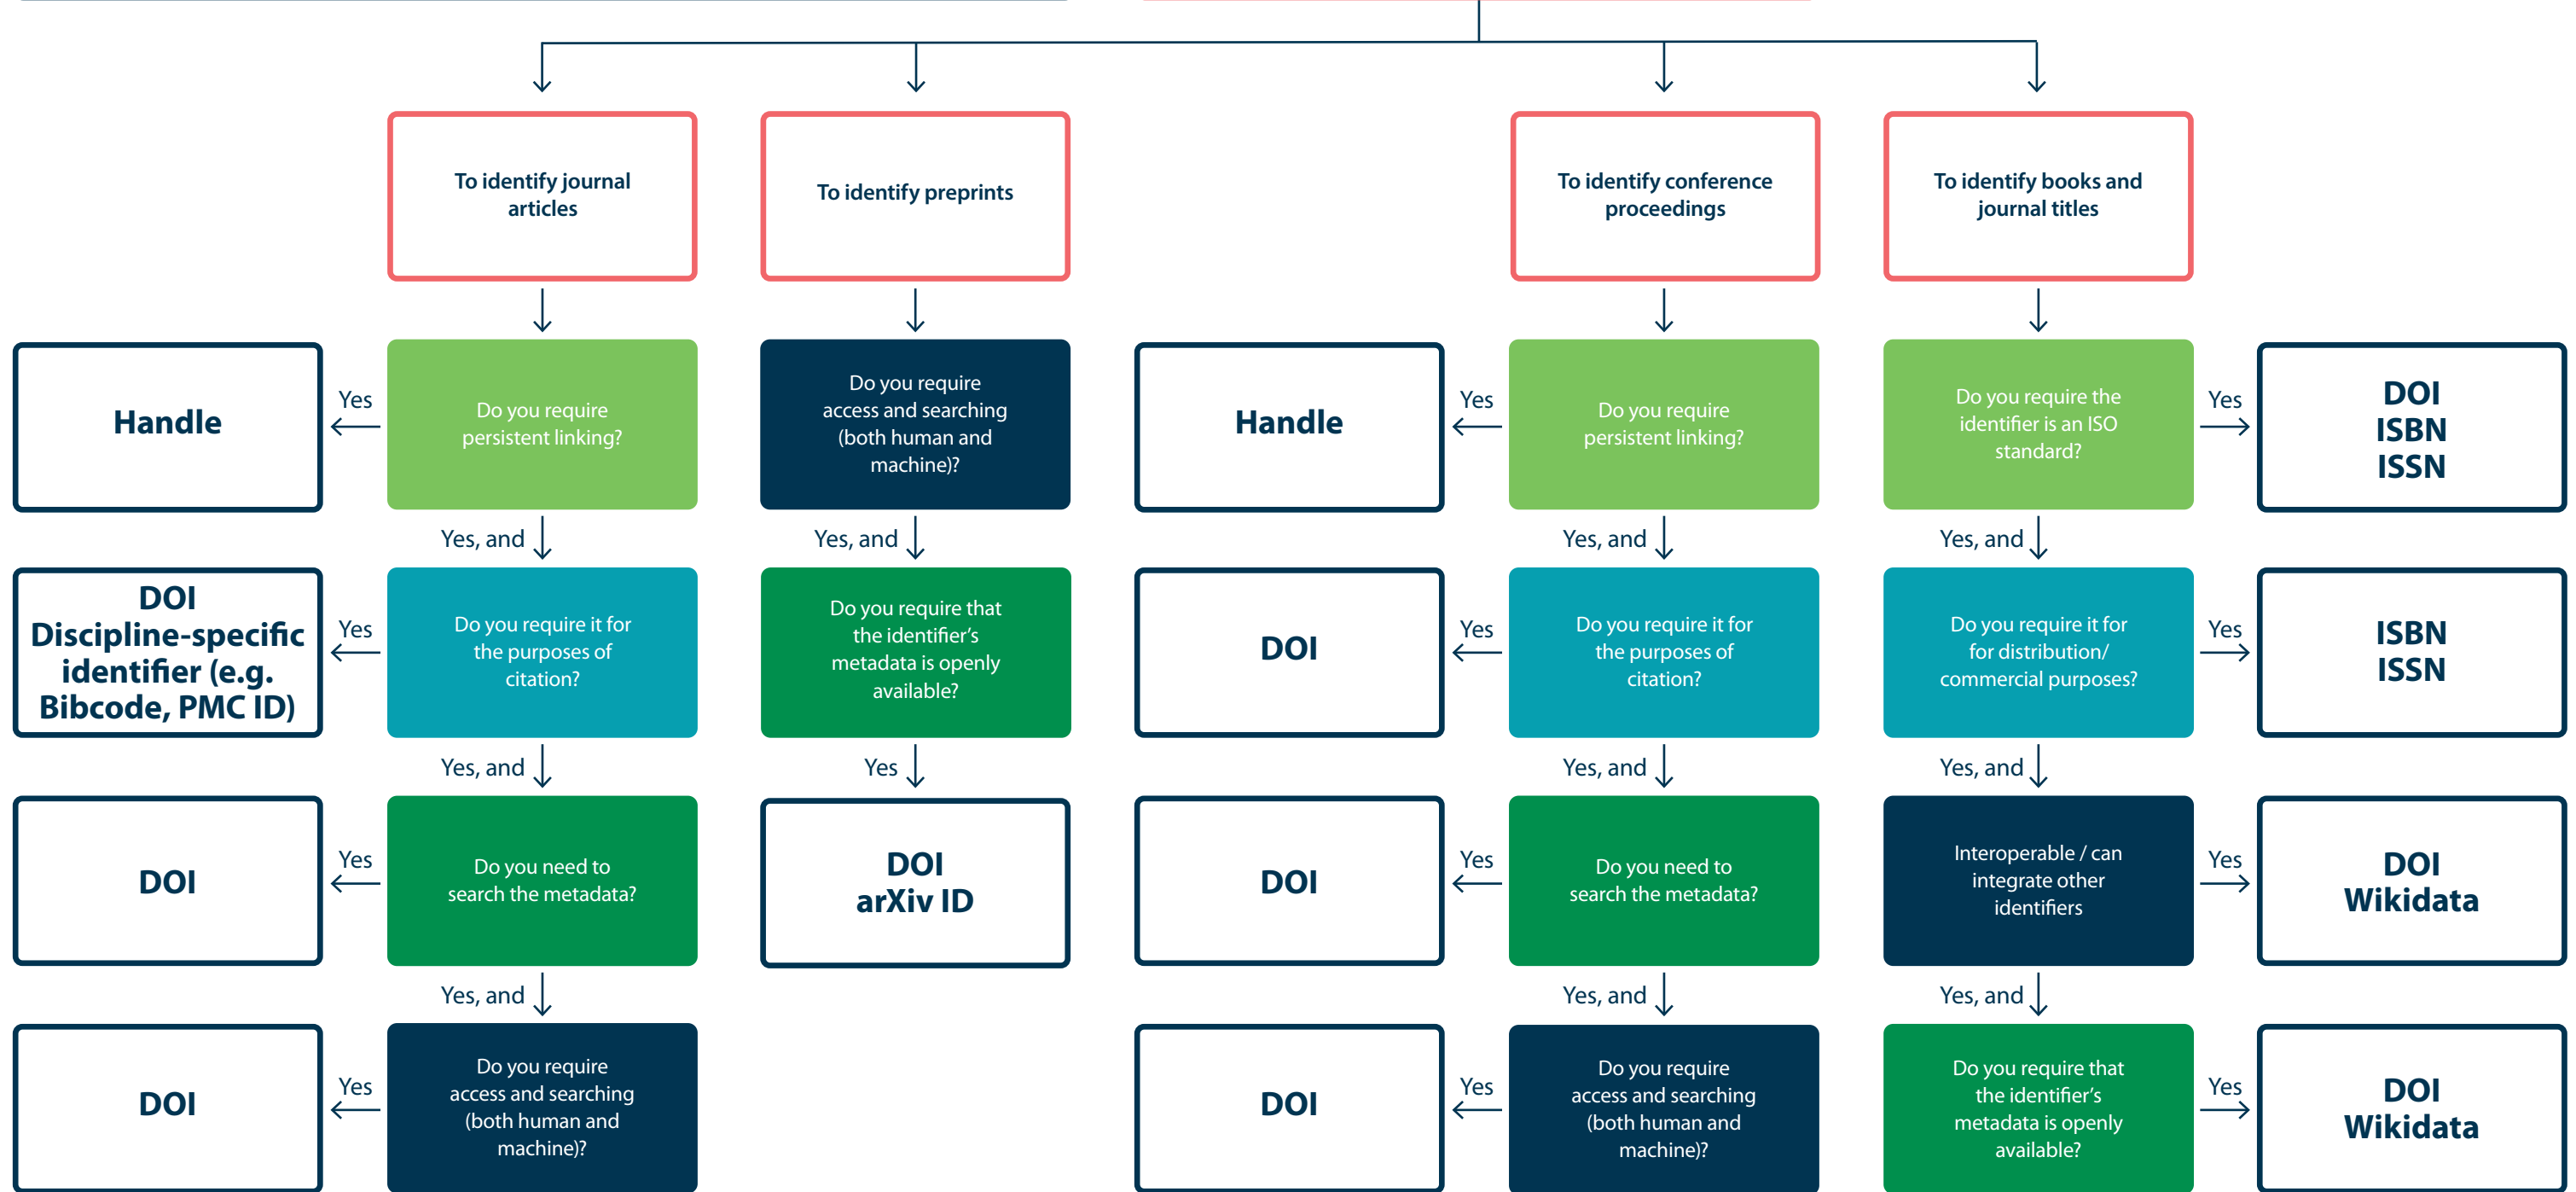 To identify journal
articles
To identify preprints
To identify conference
proceedings
To identify books and
journal titles
Handle
Yes
Do you require
persistent linking?
Do you require
access and searching
(both human and
machine)?
Handle
Yes
Do you require
persistent linking?
Do you require the
identifier is an ISO
standard?
Yes
DOI
ISBN
ISSN
Yes, and
Yes, and
Yes, and
Yes, and
DOI
Discipline-specific
identifier (e.g.
Bibcode, PMC ID)
Yes
Do you require it for
the purposes of
citation?
Do you require that
the identifier's
metadata is openly
available?
DOI
Yes
Do you require it for
the purposes of
citation?
Do you require it for
for distribution/
commercial purposes?
Yes
ISBN
ISSN
Yes, and
Yes
Yes, and
Yes, and
DOI
Yes
Do you need to
search the metadata?
DOI
arXiv ID
DOI
Yes
Do you need to
search the metadata?
Interoperable / can
integrate other
identifiers
Yes
DOI
Wikidata
Yes, and
Yes, and
Yes, and
DOI
Yes
Do you require
access and searching
(both human and
machine)?
DOI
Yes
Do you require
access and searching
(both human and
machine)?
Do you require that
the identifier's
metadata is openly
available?
Yes
DOI
Wikidata